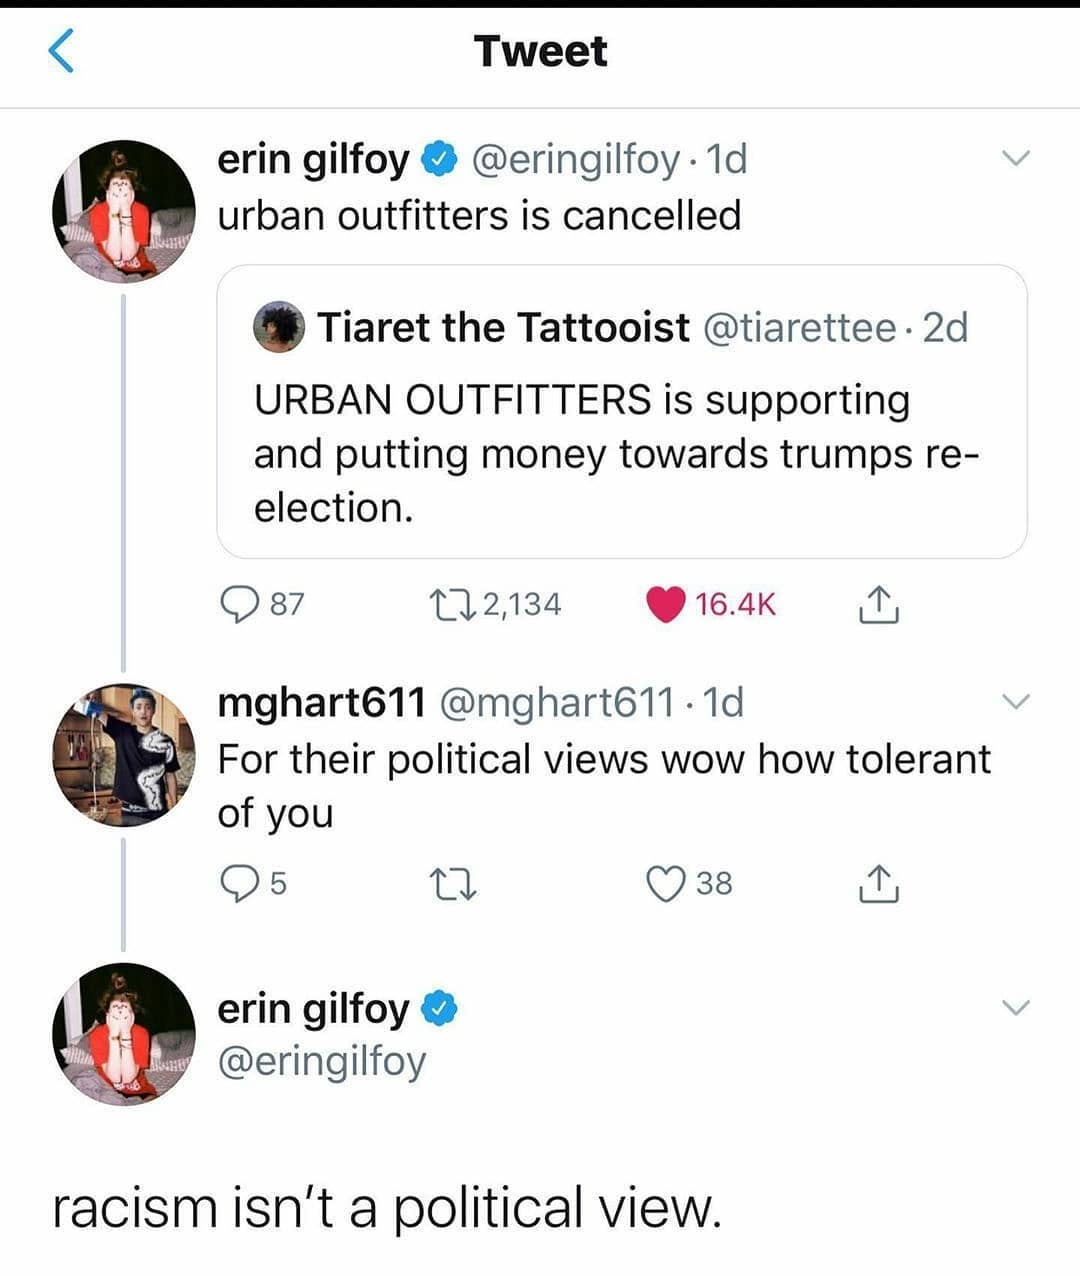 Tweet
erin gilfoy @eringilfoy · 1d
urban outfitters is cancelled
Tiaret the Tattooist @tiarettee · 2d
URBAN OUTFITTERS is supporting
and putting money towards trumps re-
election.
87 2,134 16.4K
mghart611 @mghart611 · 1d
For their political views wow how tolerant
of you
5 38
erin gilfoy
@eringilfoy
racism isn't a political view.